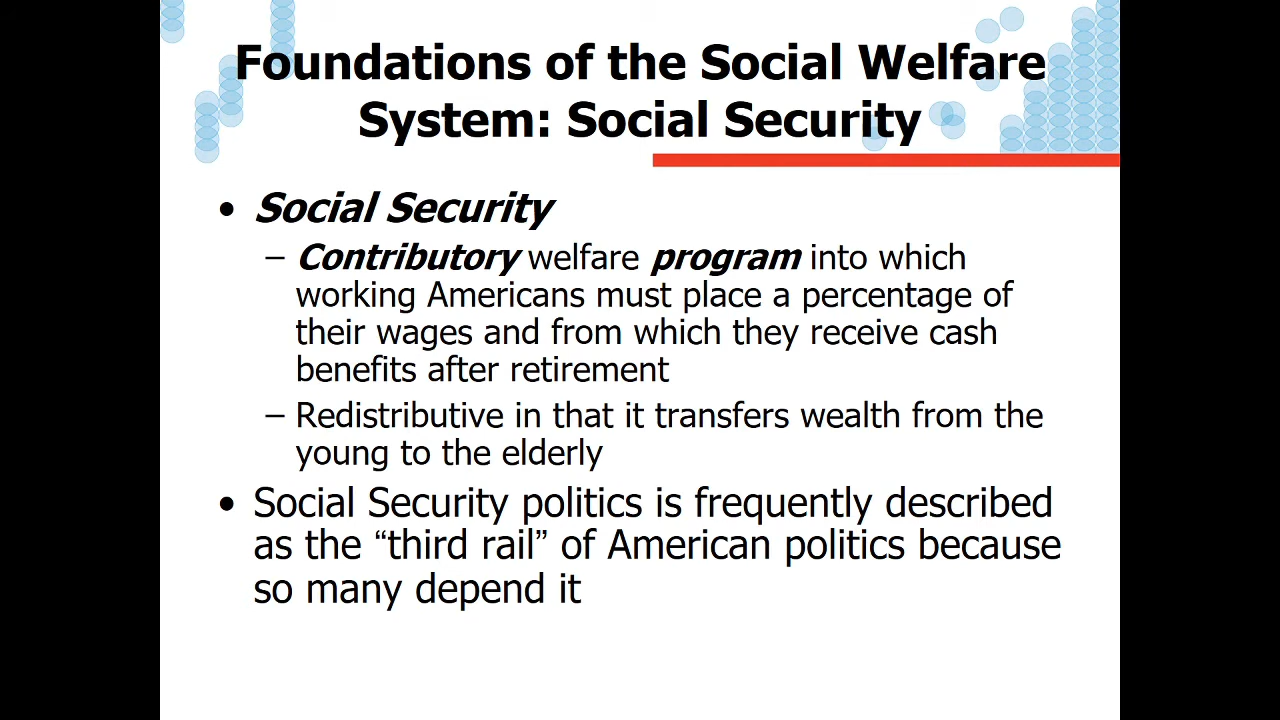 Foundations of the Social Welfare
System: Social Security
• Social Security
– Contributory welfare program into which
working Americans must place a percentage of
their wages and from which they receive cash
benefits after retirement
– Redistributive in that it transfers wealth from the
young to the elderly
• Social Security politics is frequently described
as the “third rail” of American politics because
so many depend it